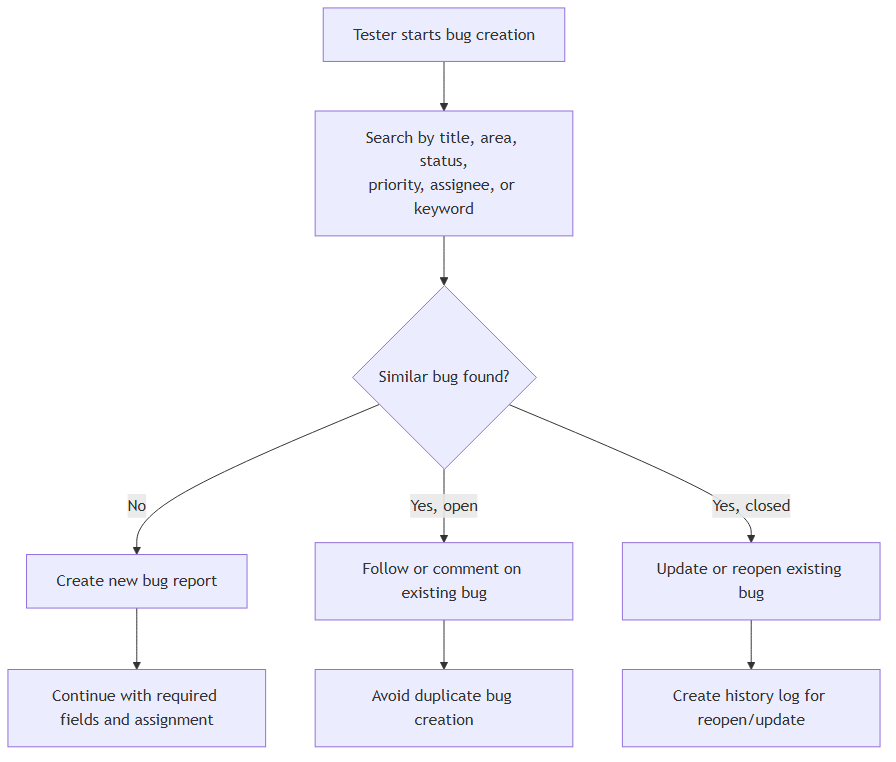 Tester starts bug creation
Search by title, area,
status,
priority, assignee, or
keyword
Similar bug found?
No
Yes, open
Yes, closed
Create new bug report
Follow or comment on
existing bug
Update or reopen existing
bug
Continue with required
fields and assignment
Avoid duplicate bug
creation
Create history log for
reopen/update